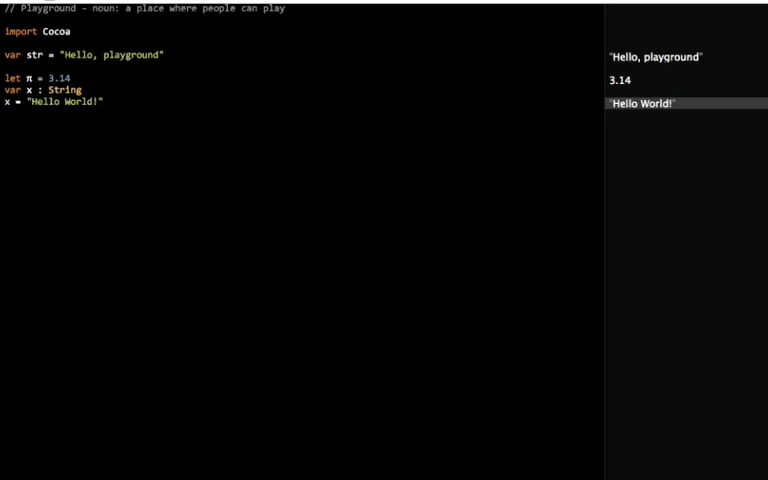 // Playground - noun: a place where people can play
import Cocoa
var str = "Hello, playground"
let π = 3.14
var x : String
x = "Hello World!"
"Hello, playground"
3.14
"Hello World!"